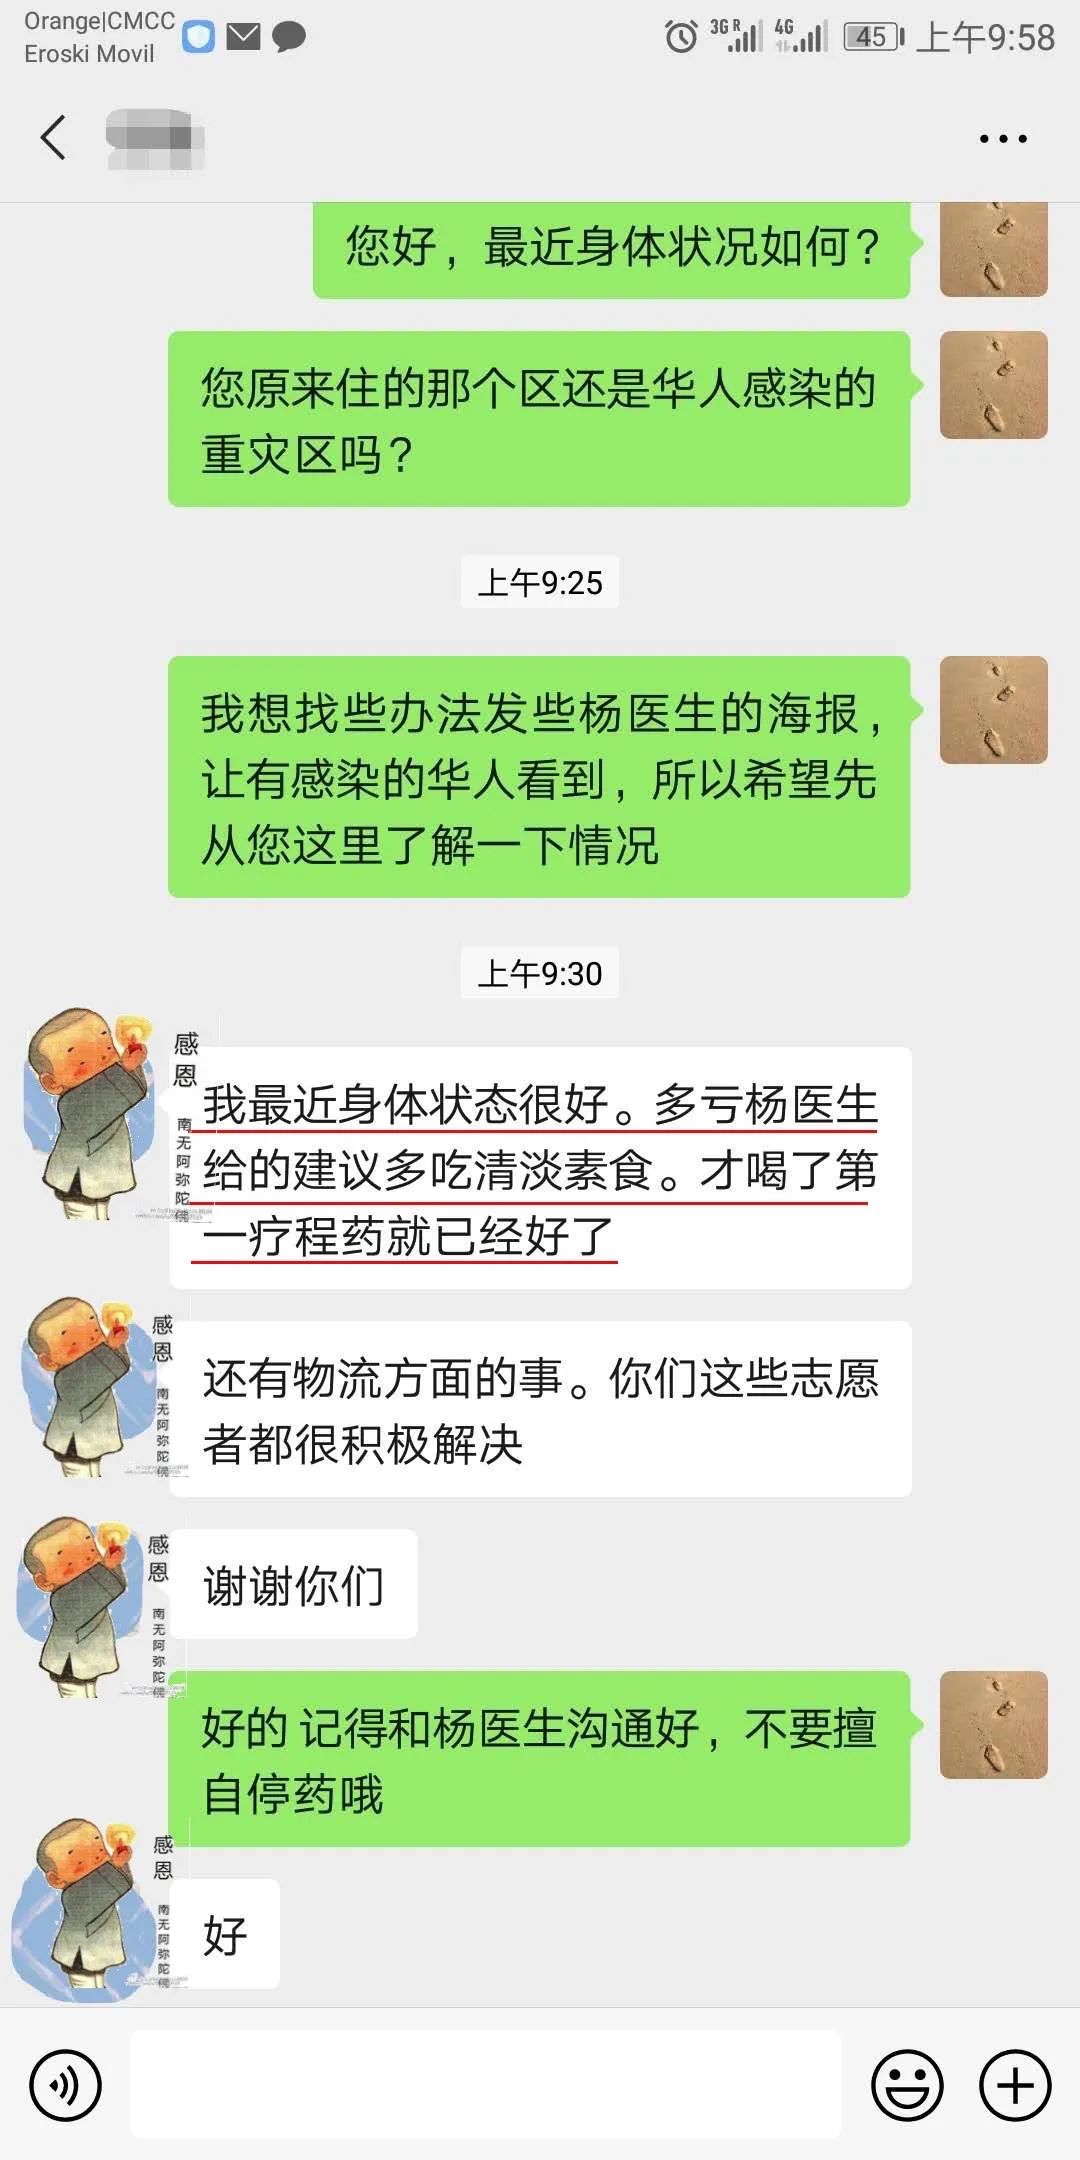 Orange|CMCC
Eroski Movil
3G R
4G
45
上午9:58
您好，最近身体状况如何？
您原来住的那个区还是华人感染的
重灾区吗？
上午9:25
我想找些办法发些杨医生的海报，
让有感染的华人看到，所以希望先
从您这里了解一下情况
上午9:30
感恩
南无阿弥陀佛
我最近身体状态很好。多亏杨医生
给的建议多吃清淡素食。才喝了第
一疗程药就已经好了
感恩
南无阿弥陀佛
还有物流方面的事。你们这些志愿
者都很积极解决
感恩
南无阿弥陀佛
谢谢你们
好的 记得和杨医生沟通好，不要擅
自停药哦
感恩
南无阿弥陀佛
好